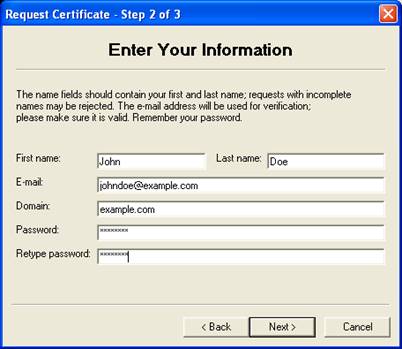 Request Certificate - Step 2 of 3
Enter Your Information
The name fields should contain your first and last name; requests with incomplete
names may be rejected. The e-mail address will be used for verification;
please make sure it is valid. Remember your password.
First name: John Last name: Doe
E-mail: johndoe@example.com
Domain: example.com
Password: ********
Retype password: ********
< Back Next > Cancel